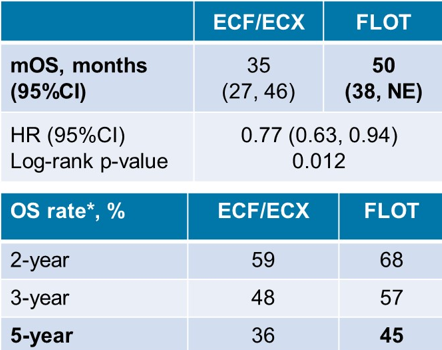 ECF/ECX FLOT
mOS, months 35 50
(95%CI) (27, 46) (38, NE)
HR (95%CI) 0.77 (0.63, 0.94)
Log-rank p-value 0.012
OS rate*, % ECF/ECX FLOT
2-year 59 68
3-year 48 57
5-year 36 45